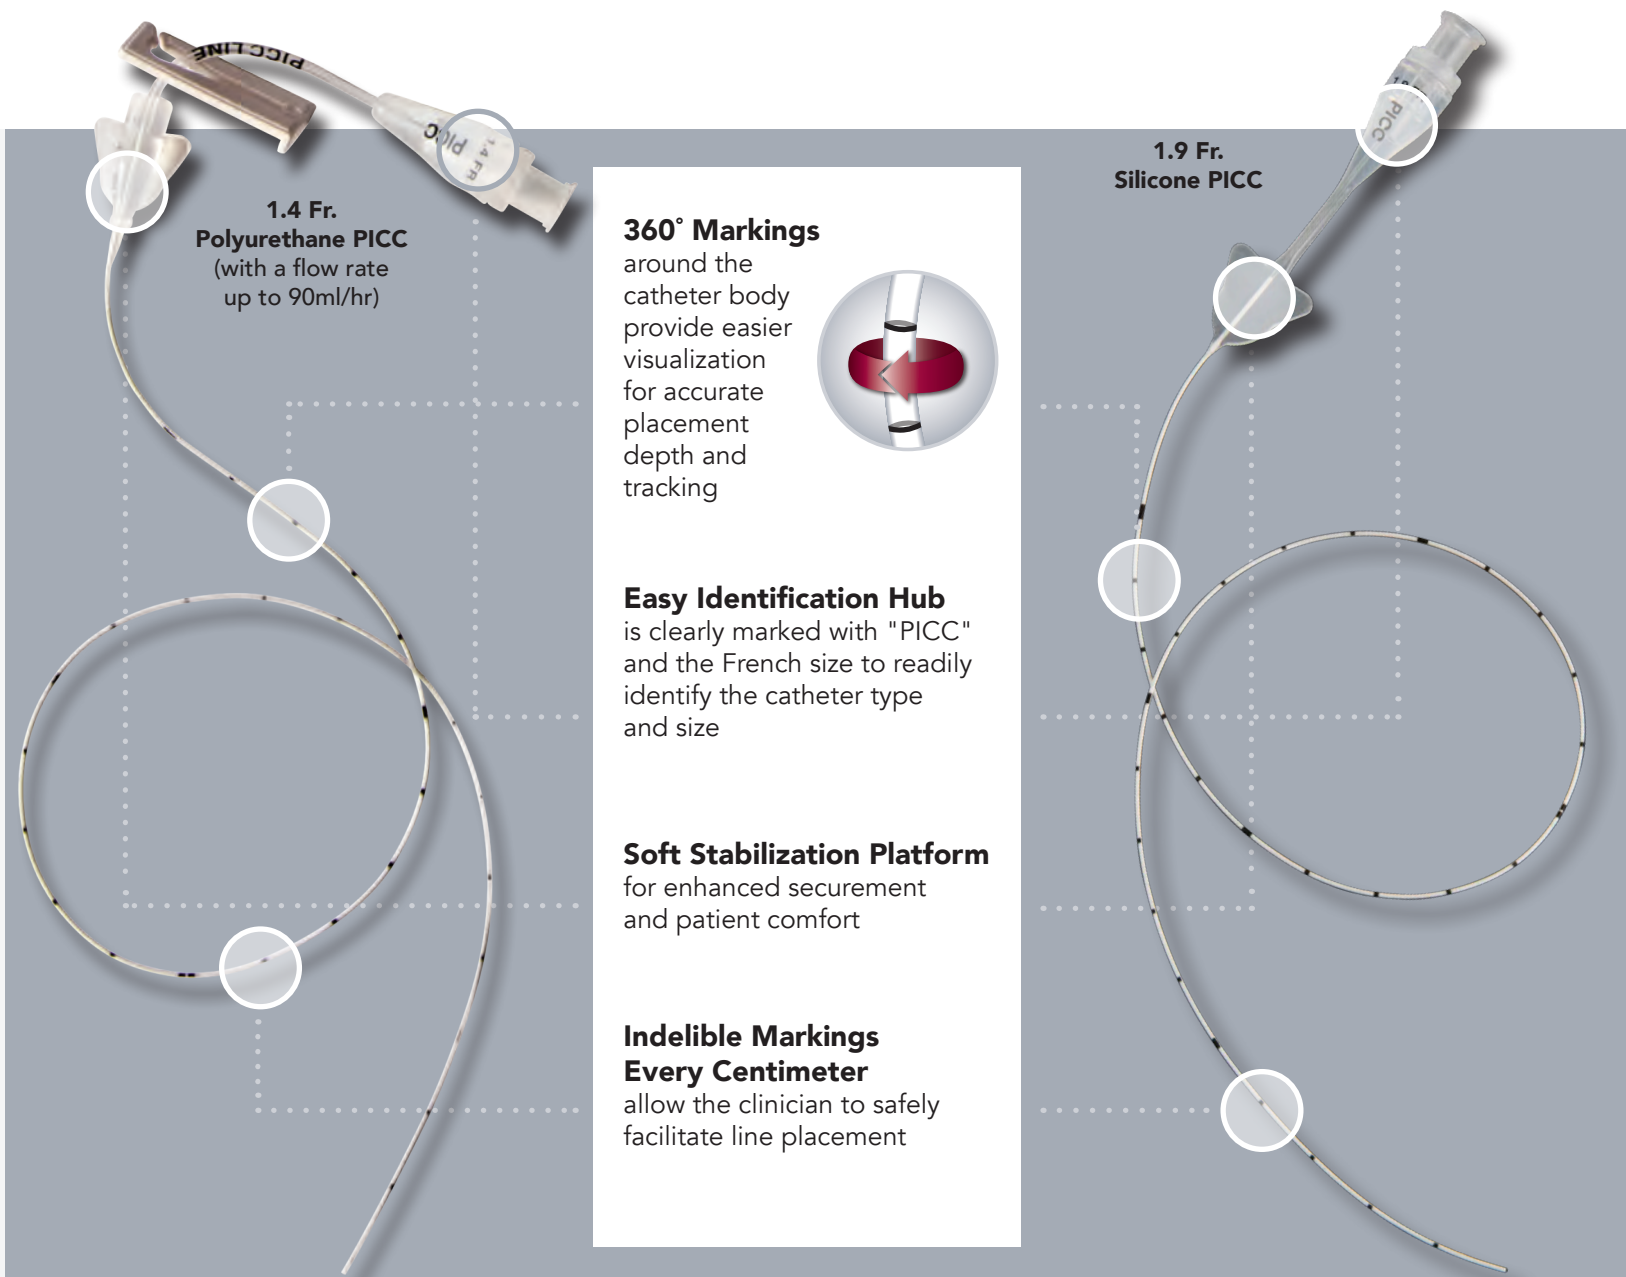 PICC LINE
PICC
1.4 FR
PICC
1.4 Fr.
Polyurethane PICC
(with a flow rate
up to 90ml/hr)
1.9 Fr.
Silicone PICC
360° Markings
around the
catheter body
provide easier
visualization
for accurate
placement
depth and
tracking
Easy Identification Hub
is clearly marked with "PICC"
and the French size to readily
identify the catheter type
and size
Soft Stabilization Platform
for enhanced securement
and patient comfort
Indelible Markings
Every Centimeter
allow the clinician to safely
facilitate line placement